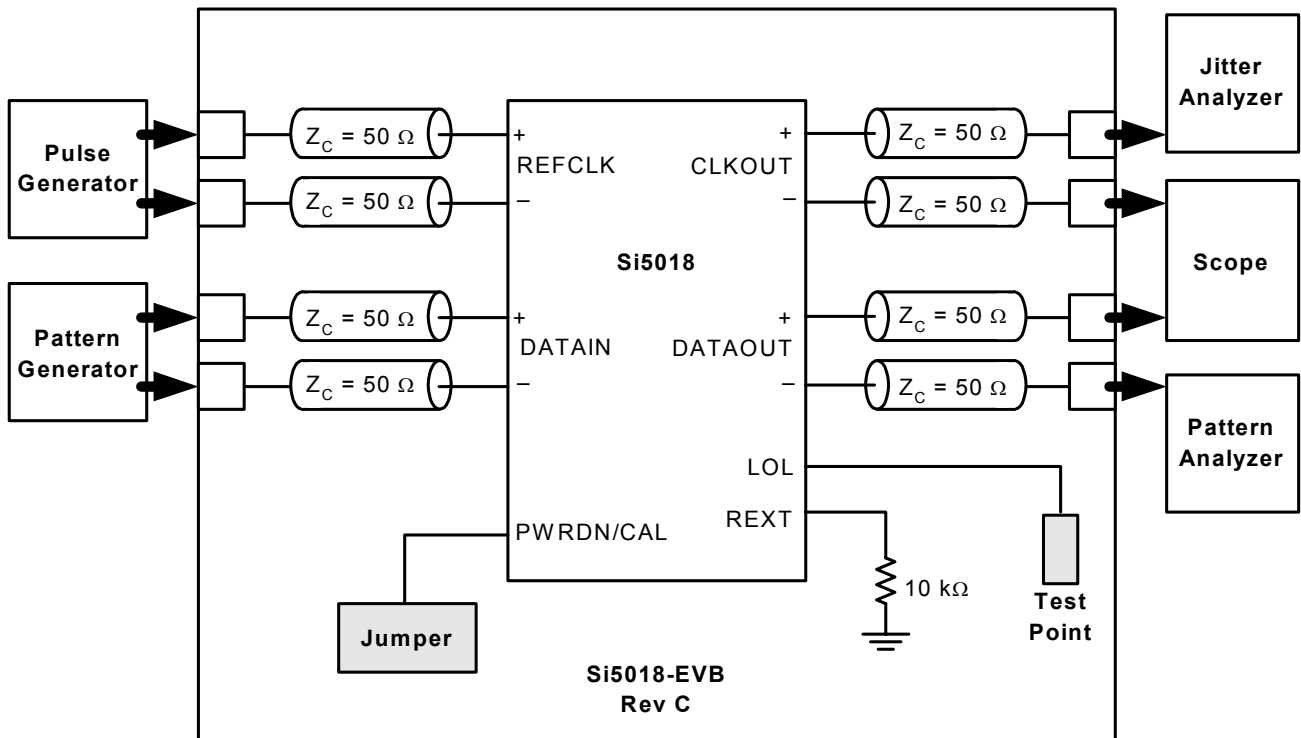 Jitter
Analyzer
Pulse
Generator
Z_C = 50 Ω
+
REFCLK
Z_C = 50 Ω
−
+
CLKOUT
Z_C = 50 Ω
−
Z_C = 50 Ω
Si5018
Scope
Pattern
Generator
Z_C = 50 Ω
+
DATAIN
Z_C = 50 Ω
−
+
DATAOUT
Z_C = 50 Ω
−
Z_C = 50 Ω
Pattern
Analyzer
LOL
REXT
PWRDN/CAL
10 kΩ
Test
Point
Jumper
Si5018-EVB
Rev C